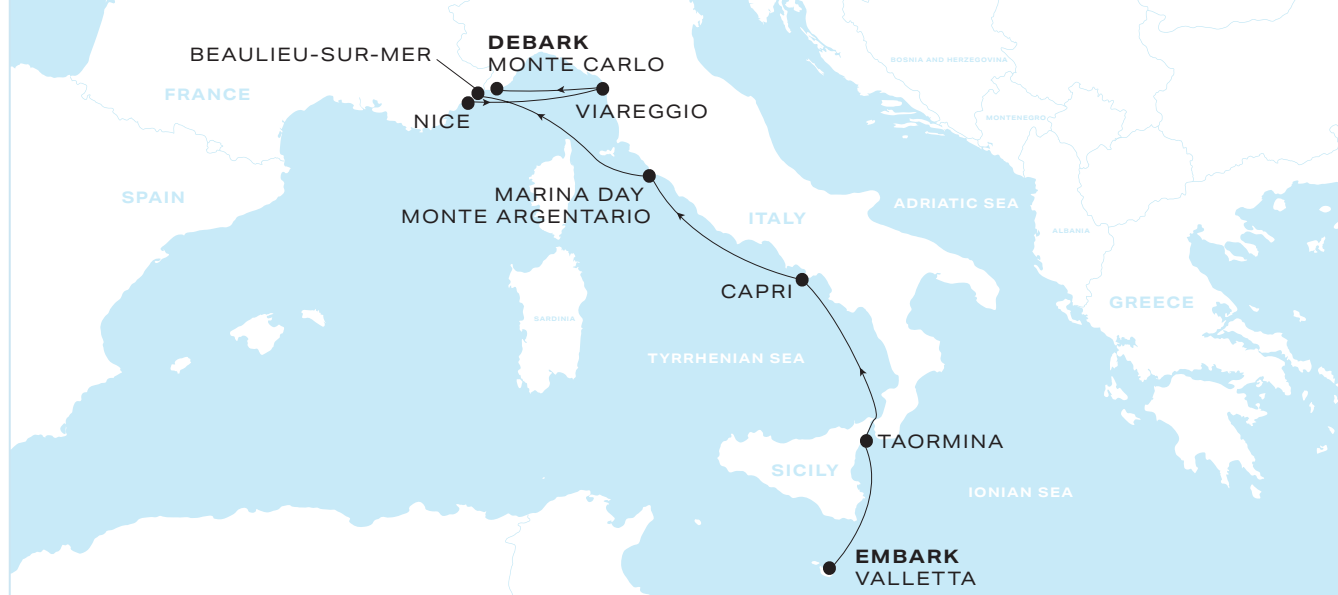 DEBARK
MONTE CARLO
BEAULIEU-SUR-MER
BOSNIA AND HERZEGOVINA
FRANCE
VIAREGGIO
NICE
MONTENEGRO
SPAIN
MARINA DAY
MONTE ARGENTARIO
ITALY
ADRIATIC SEA
ALBANIA
CAPRI
GREECE
SARDINIA
TYRRHENIAN SEA
TAORMINA
SICILY
IONIAN SEA
EMBARK
VALLETTA